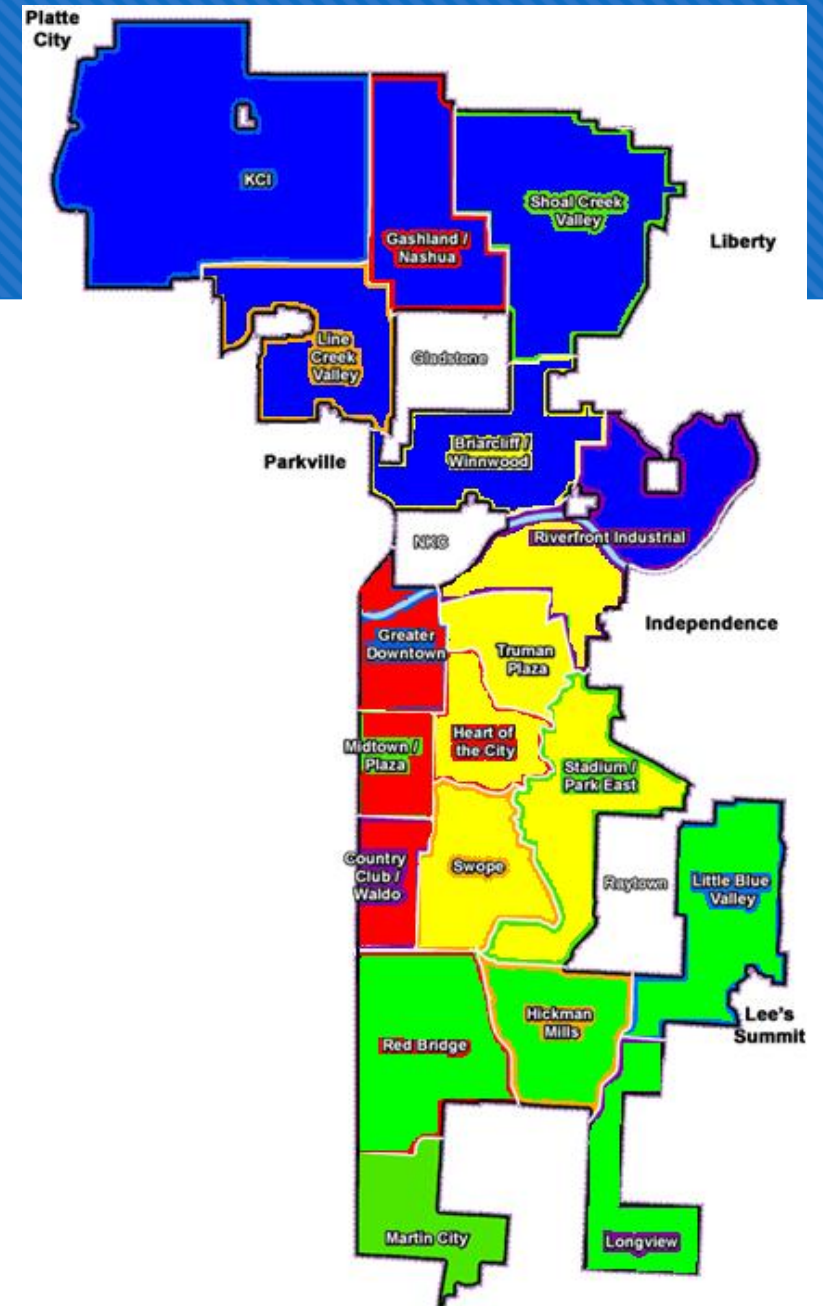 Platte
City
KCI
Shoal Creek
Valley
Gashland /
Nashua
Liberty
Line
Creek
Valley
Gladstone
Briarcliff /
Winnwood
Parkville
NKC
Riverfront Industrial
Independence
Greater
Downtown
Truman
Plaza
Heart of
the City
Midtown /
Plaza
Stadium /
Park East
Country
Club /
Waldo
Swope
Raytown
Little Blue
Valley
Hickman
Mills
Lee's
Summit
Red Bridge
Martin City
Longview